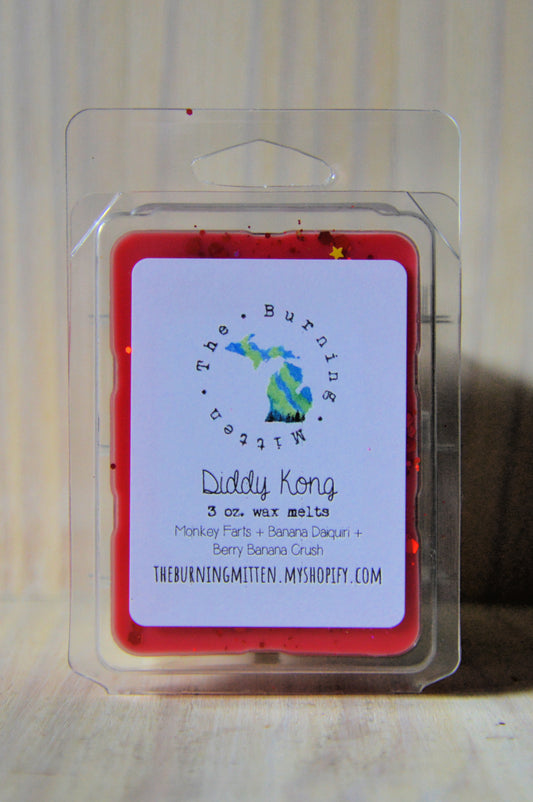 The • Burning • Mitten •
Diddy Kong
3 oz. wax melts
Monkey Farts + Banana Daiquiri +
Berry Banana Crush
THEBURNINGMITTEN.MYSHOPIFY.COM